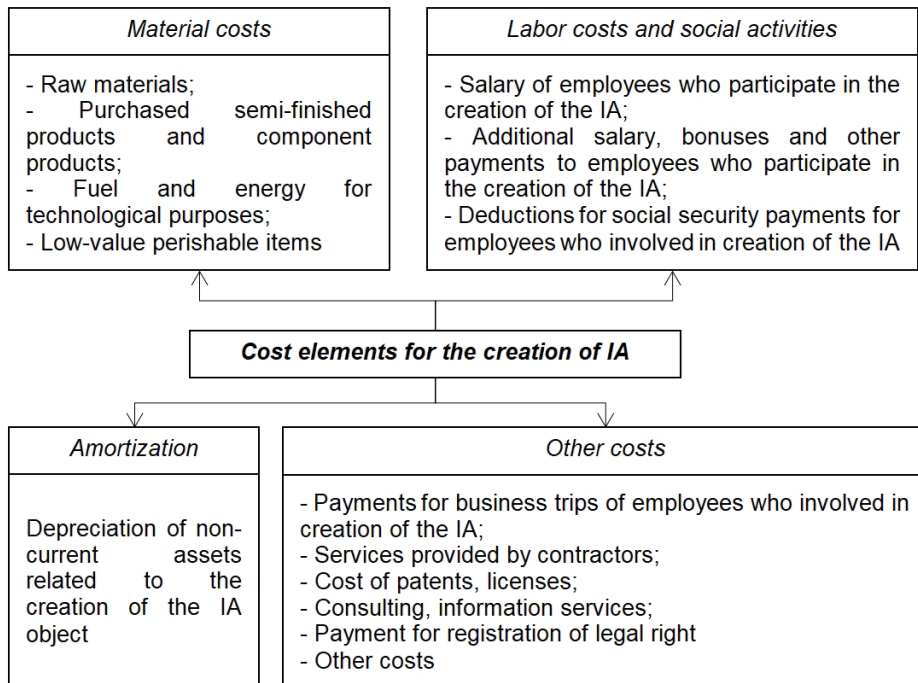 Material costs
- Raw materials;
- Purchased semi-finished
products and component
products;
- Fuel and energy for
technological purposes;
- Low-value perishable items
Labor costs and social activities
- Salary of employees who participate in the
creation of the IA;
- Additional salary, bonuses and other
payments to employees who participate in
the creation of the IA;
- Deductions for social security payments for
employees who involved in creation of the IA
Cost elements for the creation of IA
Amortization
Depreciation of non-
current assets
related to the
creation of the IA
object
Other costs
- Payments for business trips of employees who involved in
creation of the IA;
- Services provided by contractors;
- Cost of patents, licenses;
- Consulting, information services;
- Payment for registration of legal right
- Other costs